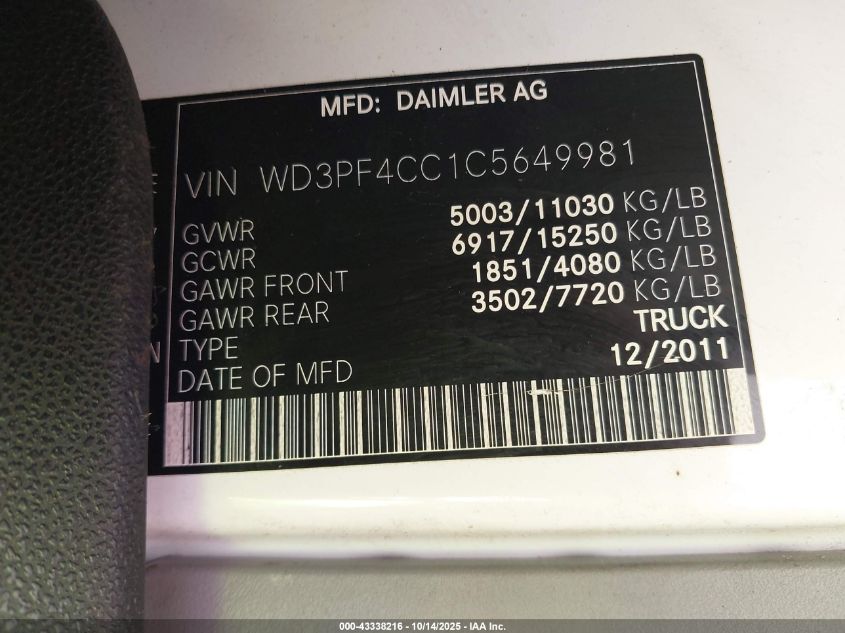 MFD: DAIMLER AG
VIN WD3PF4CC1C5649981
GVWR 5003/11030 KG/LB
GCWR 6917/15250 KG/LB
GAWR FRONT 1851/4080 KG/LB
GAWR REAR 3502/7720 KG/LB
TYPE TRUCK
DATE OF MFD 12/2011
000-43338216 - 10/14/2025 - IAA Inc.